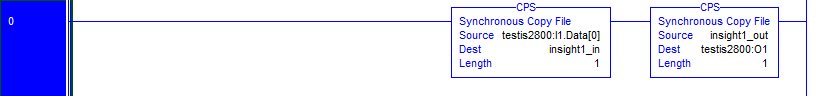 0
CPS
Synchronous Copy File
Source testis2800:I1.Data[0]
Dest insight1_in
Length 1
CPS
Synchronous Copy File
Source insight1_out
Dest testis2800:O1
Length 1